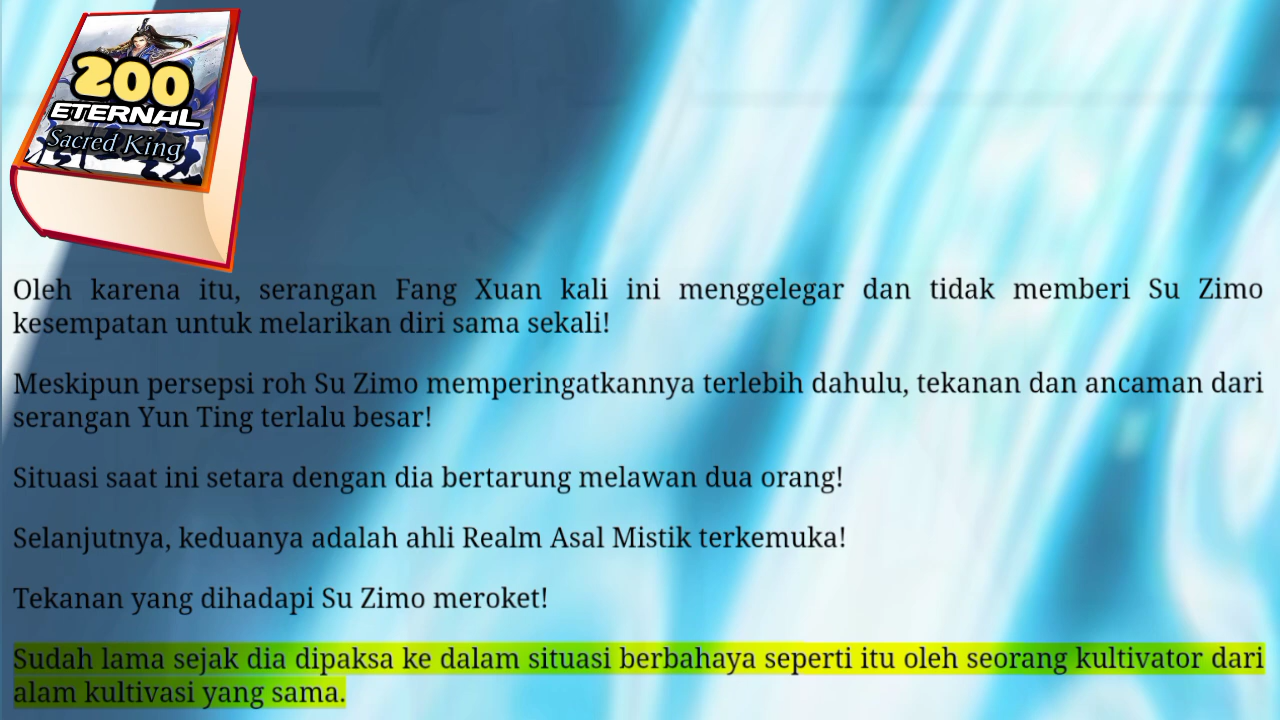 200
ETERNAL
Sacred King
Oleh karena itu, serangan Fang Xuan kali ini menggelegar dan tidak memberi Su Zimo
kesempatan untuk melarikan diri sama sekali!
Meskipun persepsi roh Su Zimo memperingatkannya terlebih dahulu, tekanan dan ancaman dari
serangan Yun Ting terlalu besar!
Situasi saat ini setara dengan dia bertarung melawan dua orang!
Selanjutnya, keduanya adalah ahli Realm Asal Mistik terkemuka!
Tekanan yang dihadapi Su Zimo meroket!
Sudah lama sejak dia dipaksa ke dalam situasi berbahaya seperti itu oleh seorang kultivator dari
alam kultivasi yang sama.